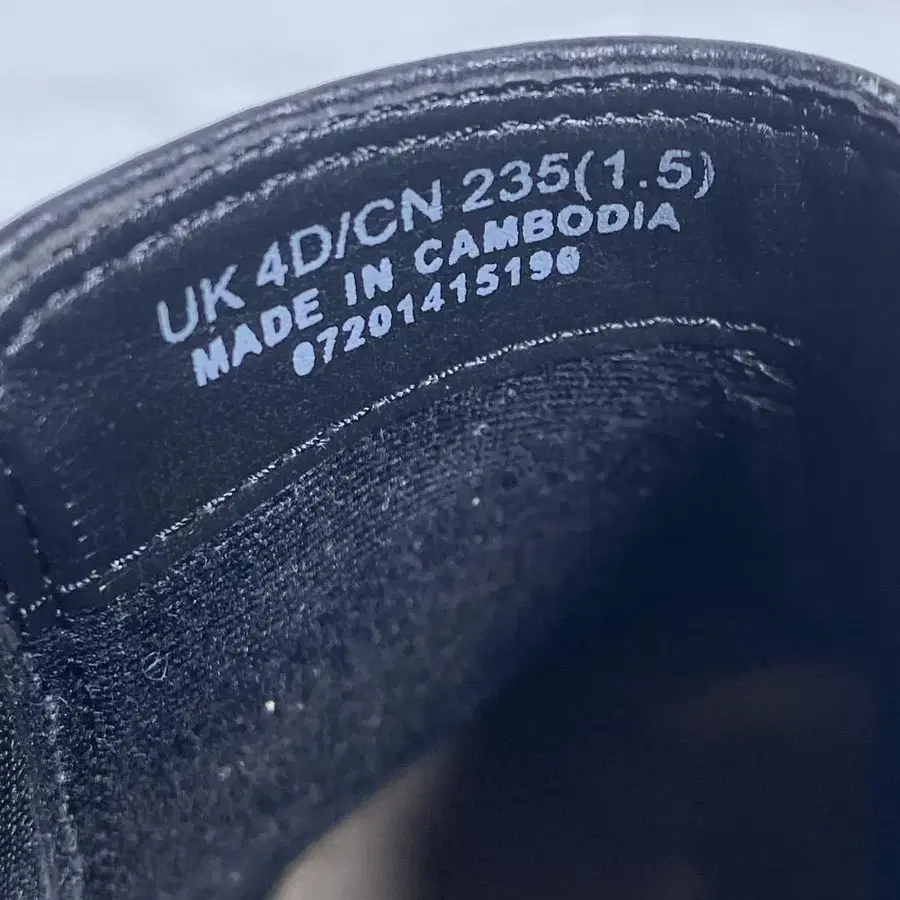 UK 4D/CN 235(1.5)
MADE IN CAMBODIA
07201415190